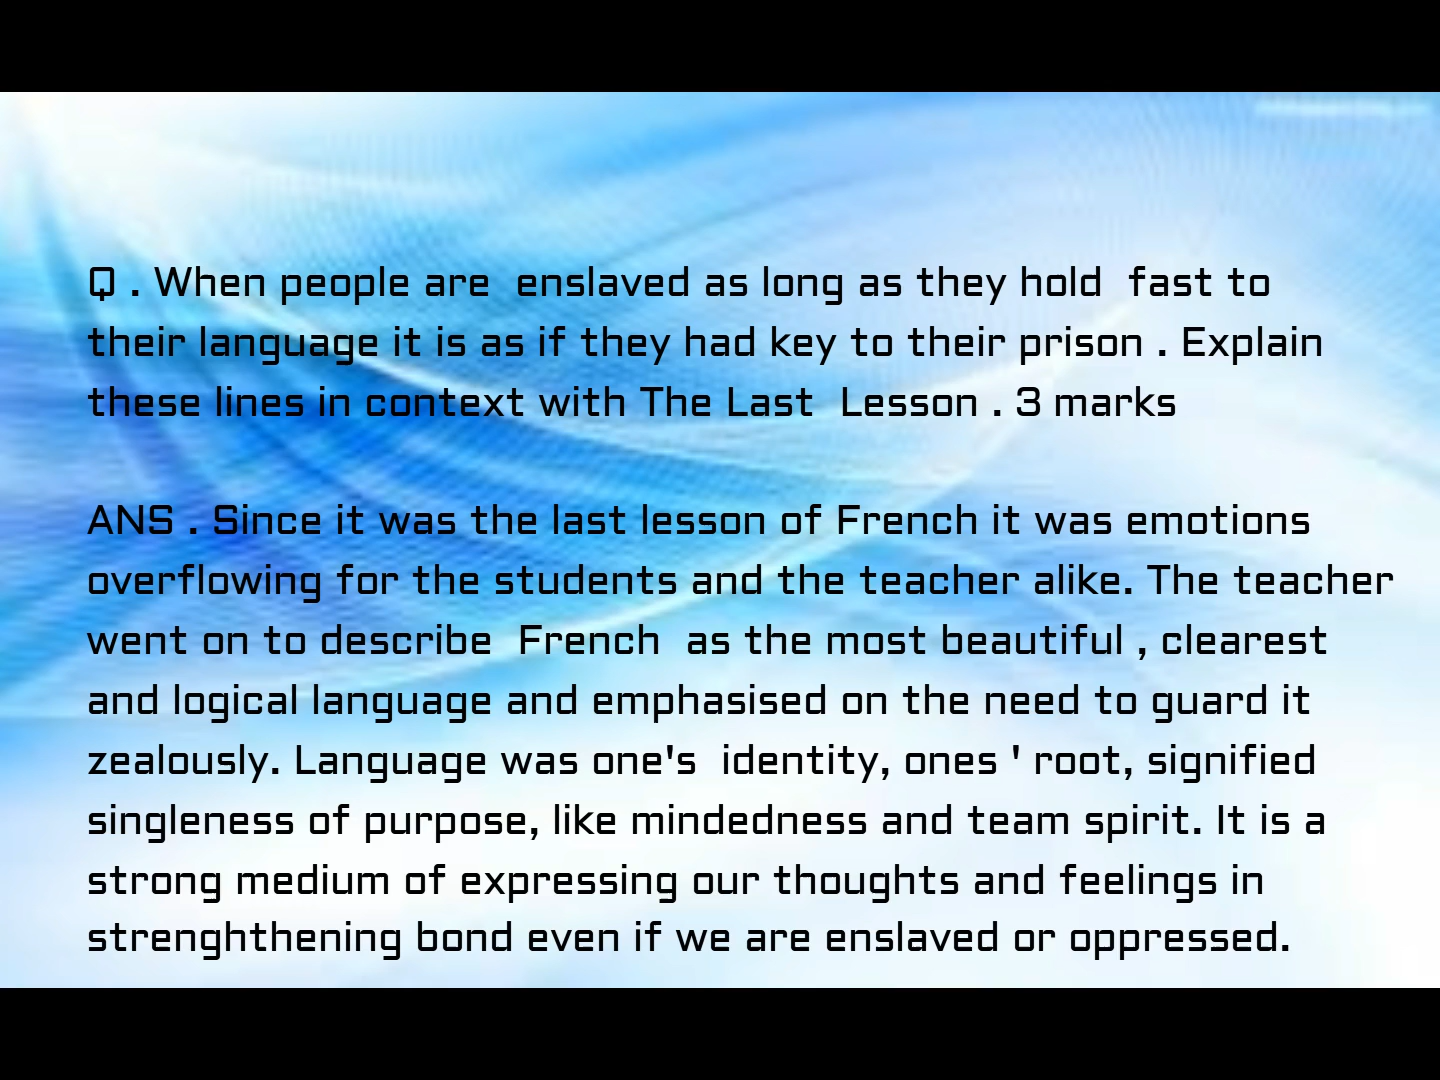 Q . When people are  enslaved as long as they hold  fast to
their language it is as if they had key to their prison . Explain
these lines in context with The Last  Lesson . 3 marks
ANS . Since it was the last lesson of French it was emotions
overflowing for the students and the teacher alike. The teacher
went on to describe  French  as the most beautiful , clearest
and logical language and emphasised on the need to guard it
zealously. Language was one's  identity, ones ' root, signified
singleness of purpose, like mindedness and team spirit. It is a
strong medium of expressing our thoughts and feelings in
strenghthening bond even if we are enslaved or oppressed.